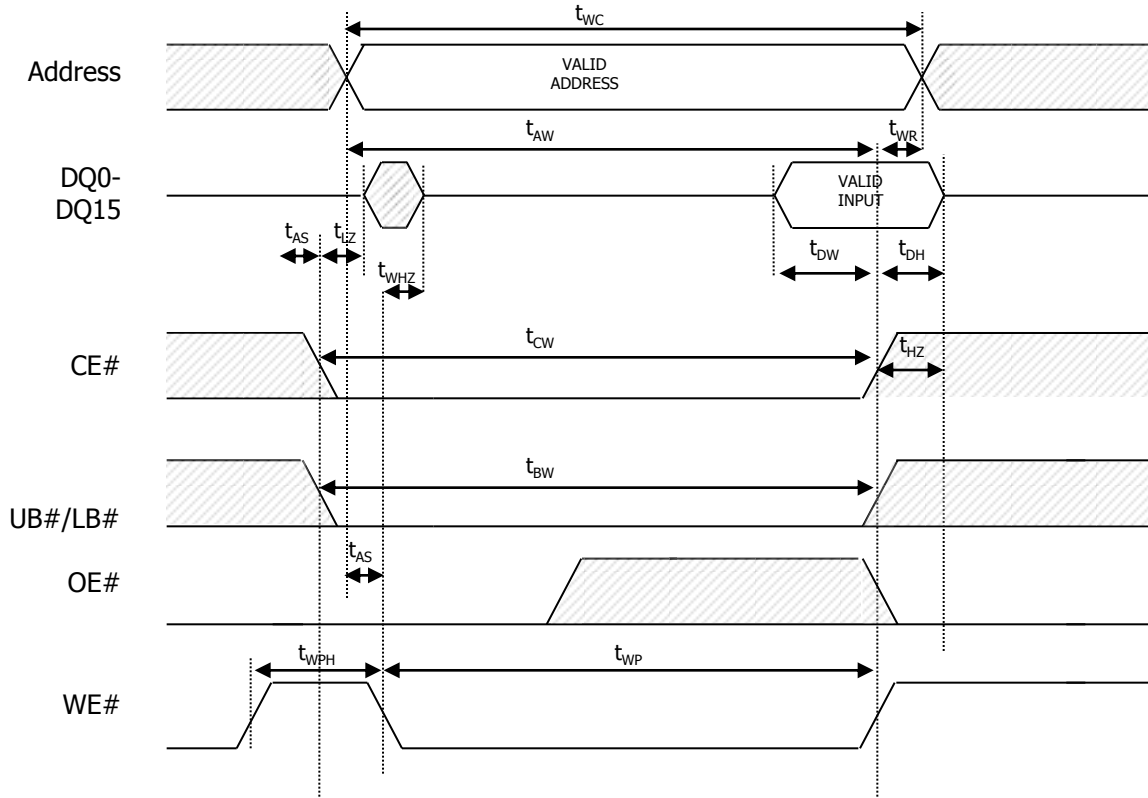 tWC
Address
VALID
ADDRESS
tAW
tWR
DQ0-
DQ15
VALID
INPUT
tAS
tLZ
tDW
tDH
tWHZ
CE#
tCW
tHZ
UB#/LB#
tBW
tAS
OE#
tWPH
tWP
WE#